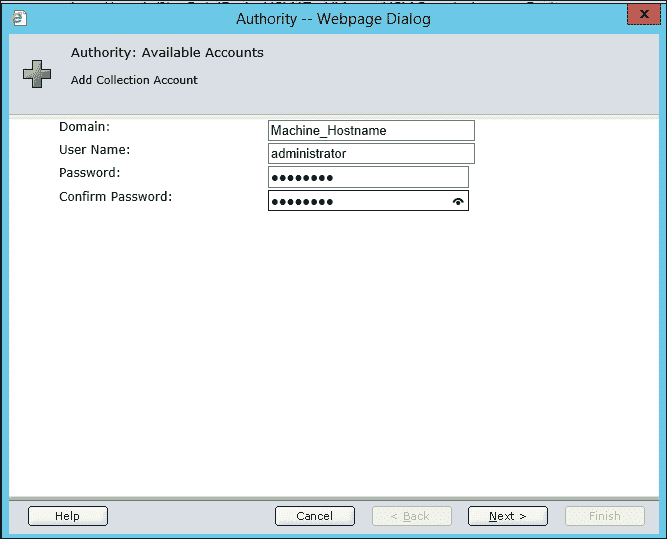 Authority -- Webpage Dialog
x
Authority: Available Accounts
Add Collection Account
Domain: Machine_Hostname
User Name: administrator
Password: ●●●●●●●●
Confirm Password: ●●●●●●●●
Help Cancel < Back Next > Finish